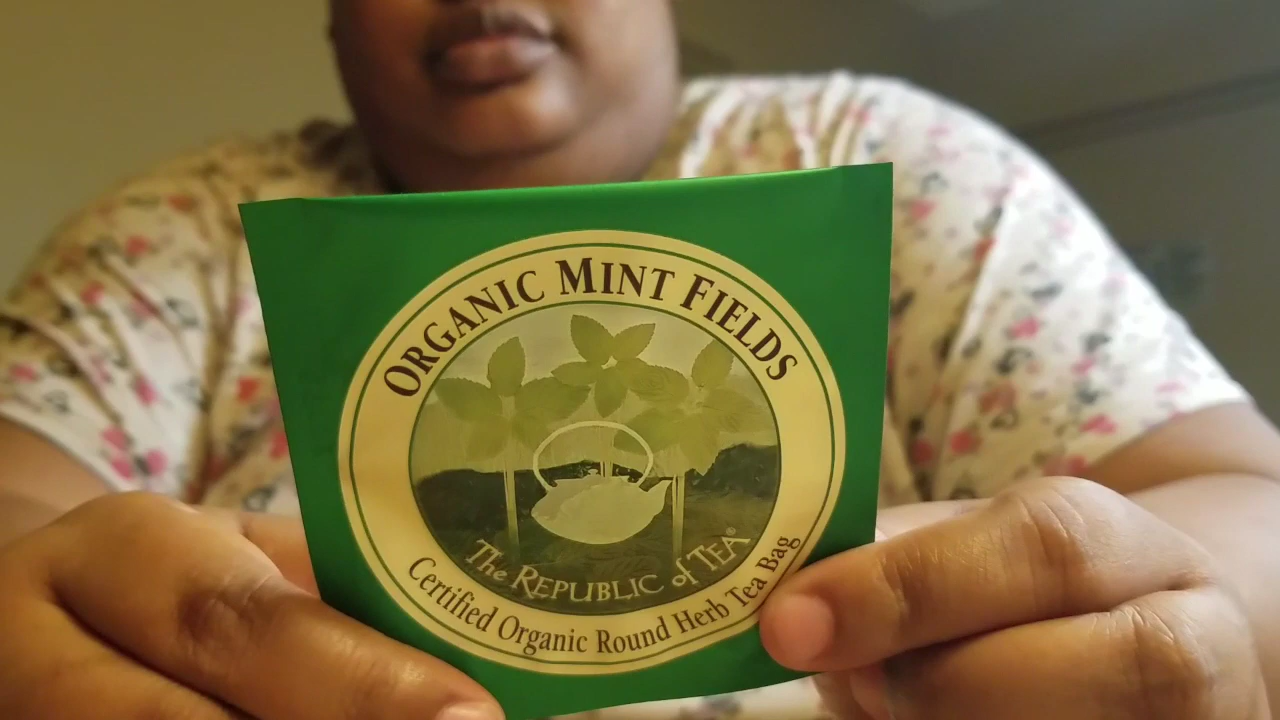 ORGANIC MINT FIELDS
The REPUBLIC of TEA®
Certified Organic Round Herb Tea Bag